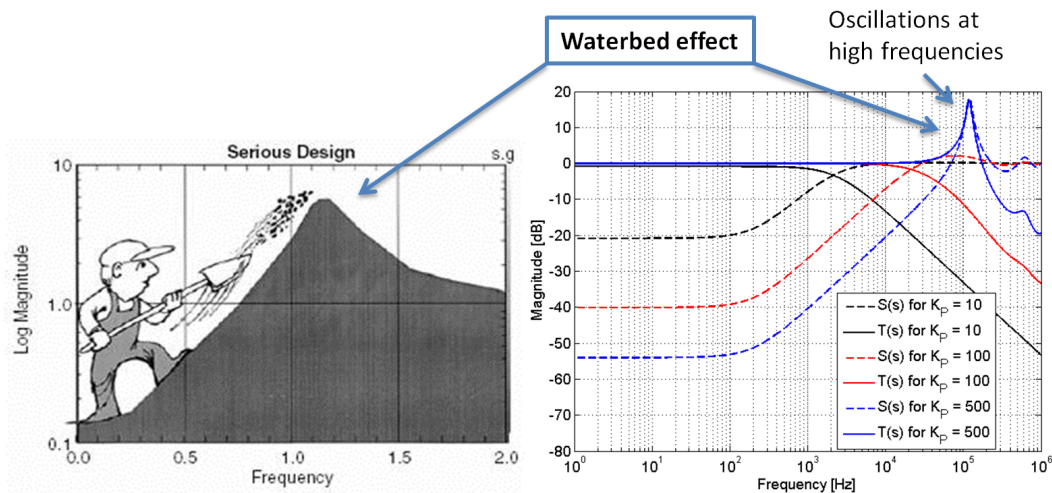 Waterbed effect
Oscillations at
high frequencies
Serious Design
s.g
10
1.0
0.1
Log Magnitude
0.0
0.5
1.0
1.5
2.0
Frequency
20
10
0
-10
-20
-30
-40
-50
-60
-70
-80
Magnitude [dB]
S(s) for K_P = 10
T(s) for K_P = 10
S(s) for K_P = 100
T(s) for K_P = 100
S(s) for K_P = 500
T(s) for K_P = 500
10^0
10^1
10^2
10^3
10^4
10^5
10^6
Frequency [Hz]